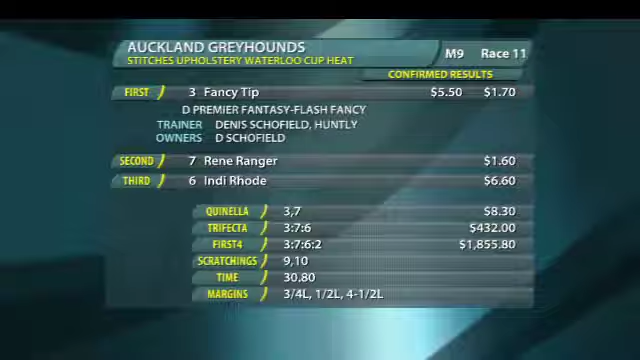 AUCKLAND GREYHOUNDS M9 Race 11
STITCHES UPHOLSTERY WATERLOO CUP HEAT
CONFIRMED RESULTS
FIRST 3 Fancy Tip $5.50 $1.70
D PREMIER FANTASY-FLASH FANCY
TRAINER DENIS SCHOFIELD, HUNTLY
OWNERS D SCHOFIELD
SECOND 7 Rene Ranger $1.60
THIRD 6 Indi Rhode $6.60
QUINELLA 3,7 $8.30
TRIFECTA 3:7:6 $432.00
FIRST4 3:7:6:2 $1,855.80
SCRATCHINGS 9,10
TIME 30.80
MARGINS 3/4L, 1/2L, 4-1/2L